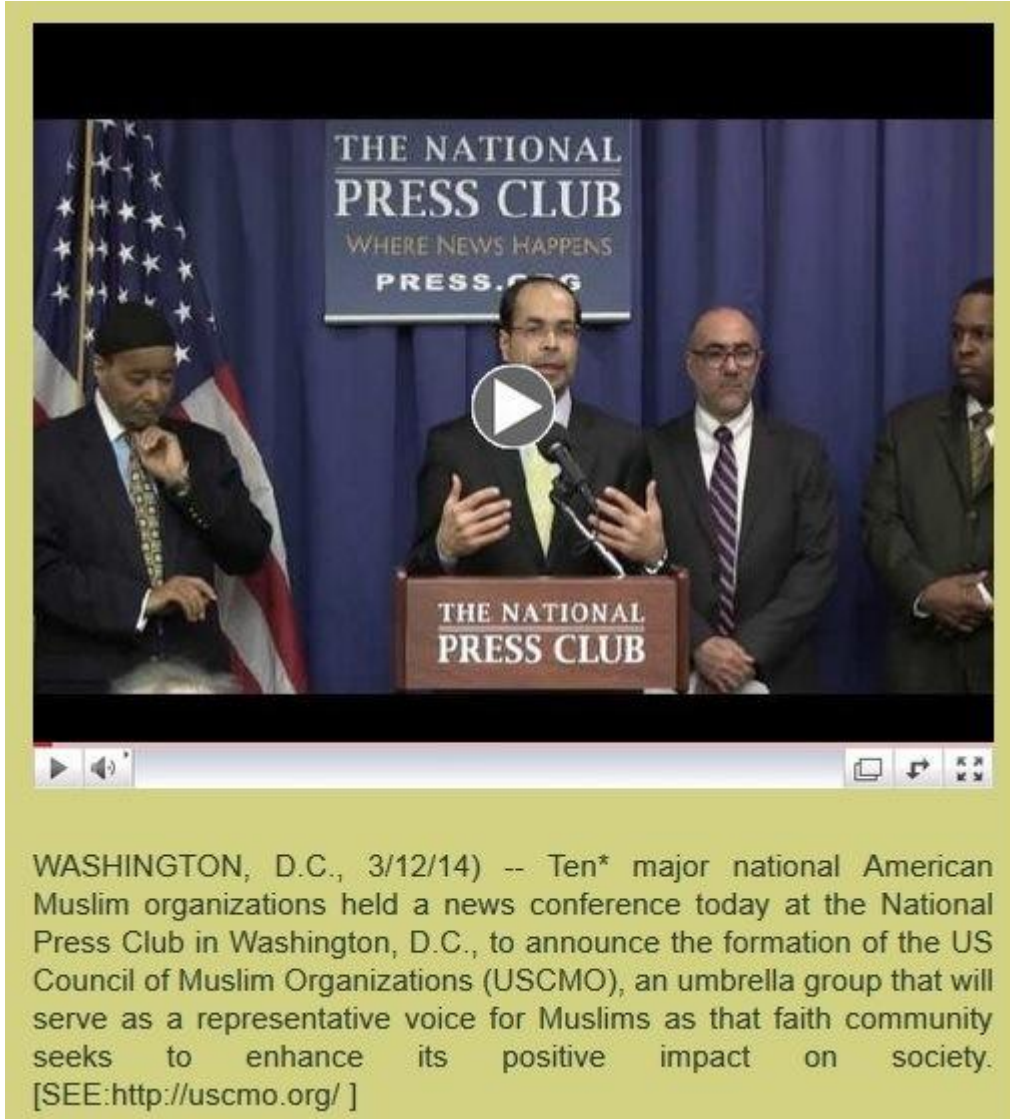 THE NATIONAL
PRESS CLUB
WHERE NEWS HAPPENS
THE NATIONAL
PRESS CLUB
WASHINGTON, D.C., 3/12/14) -- Ten* major national American
Muslim organizations held a news conference today at the National
Press Club in Washington, D.C., to announce the formation of the US
Council of Muslim Organizations (USCMO), an umbrella group that will
serve as a representative voice for Muslims as that faith community
seeks to enhance its positive impact on society.
[SEE:http://uscmo.org/ ]